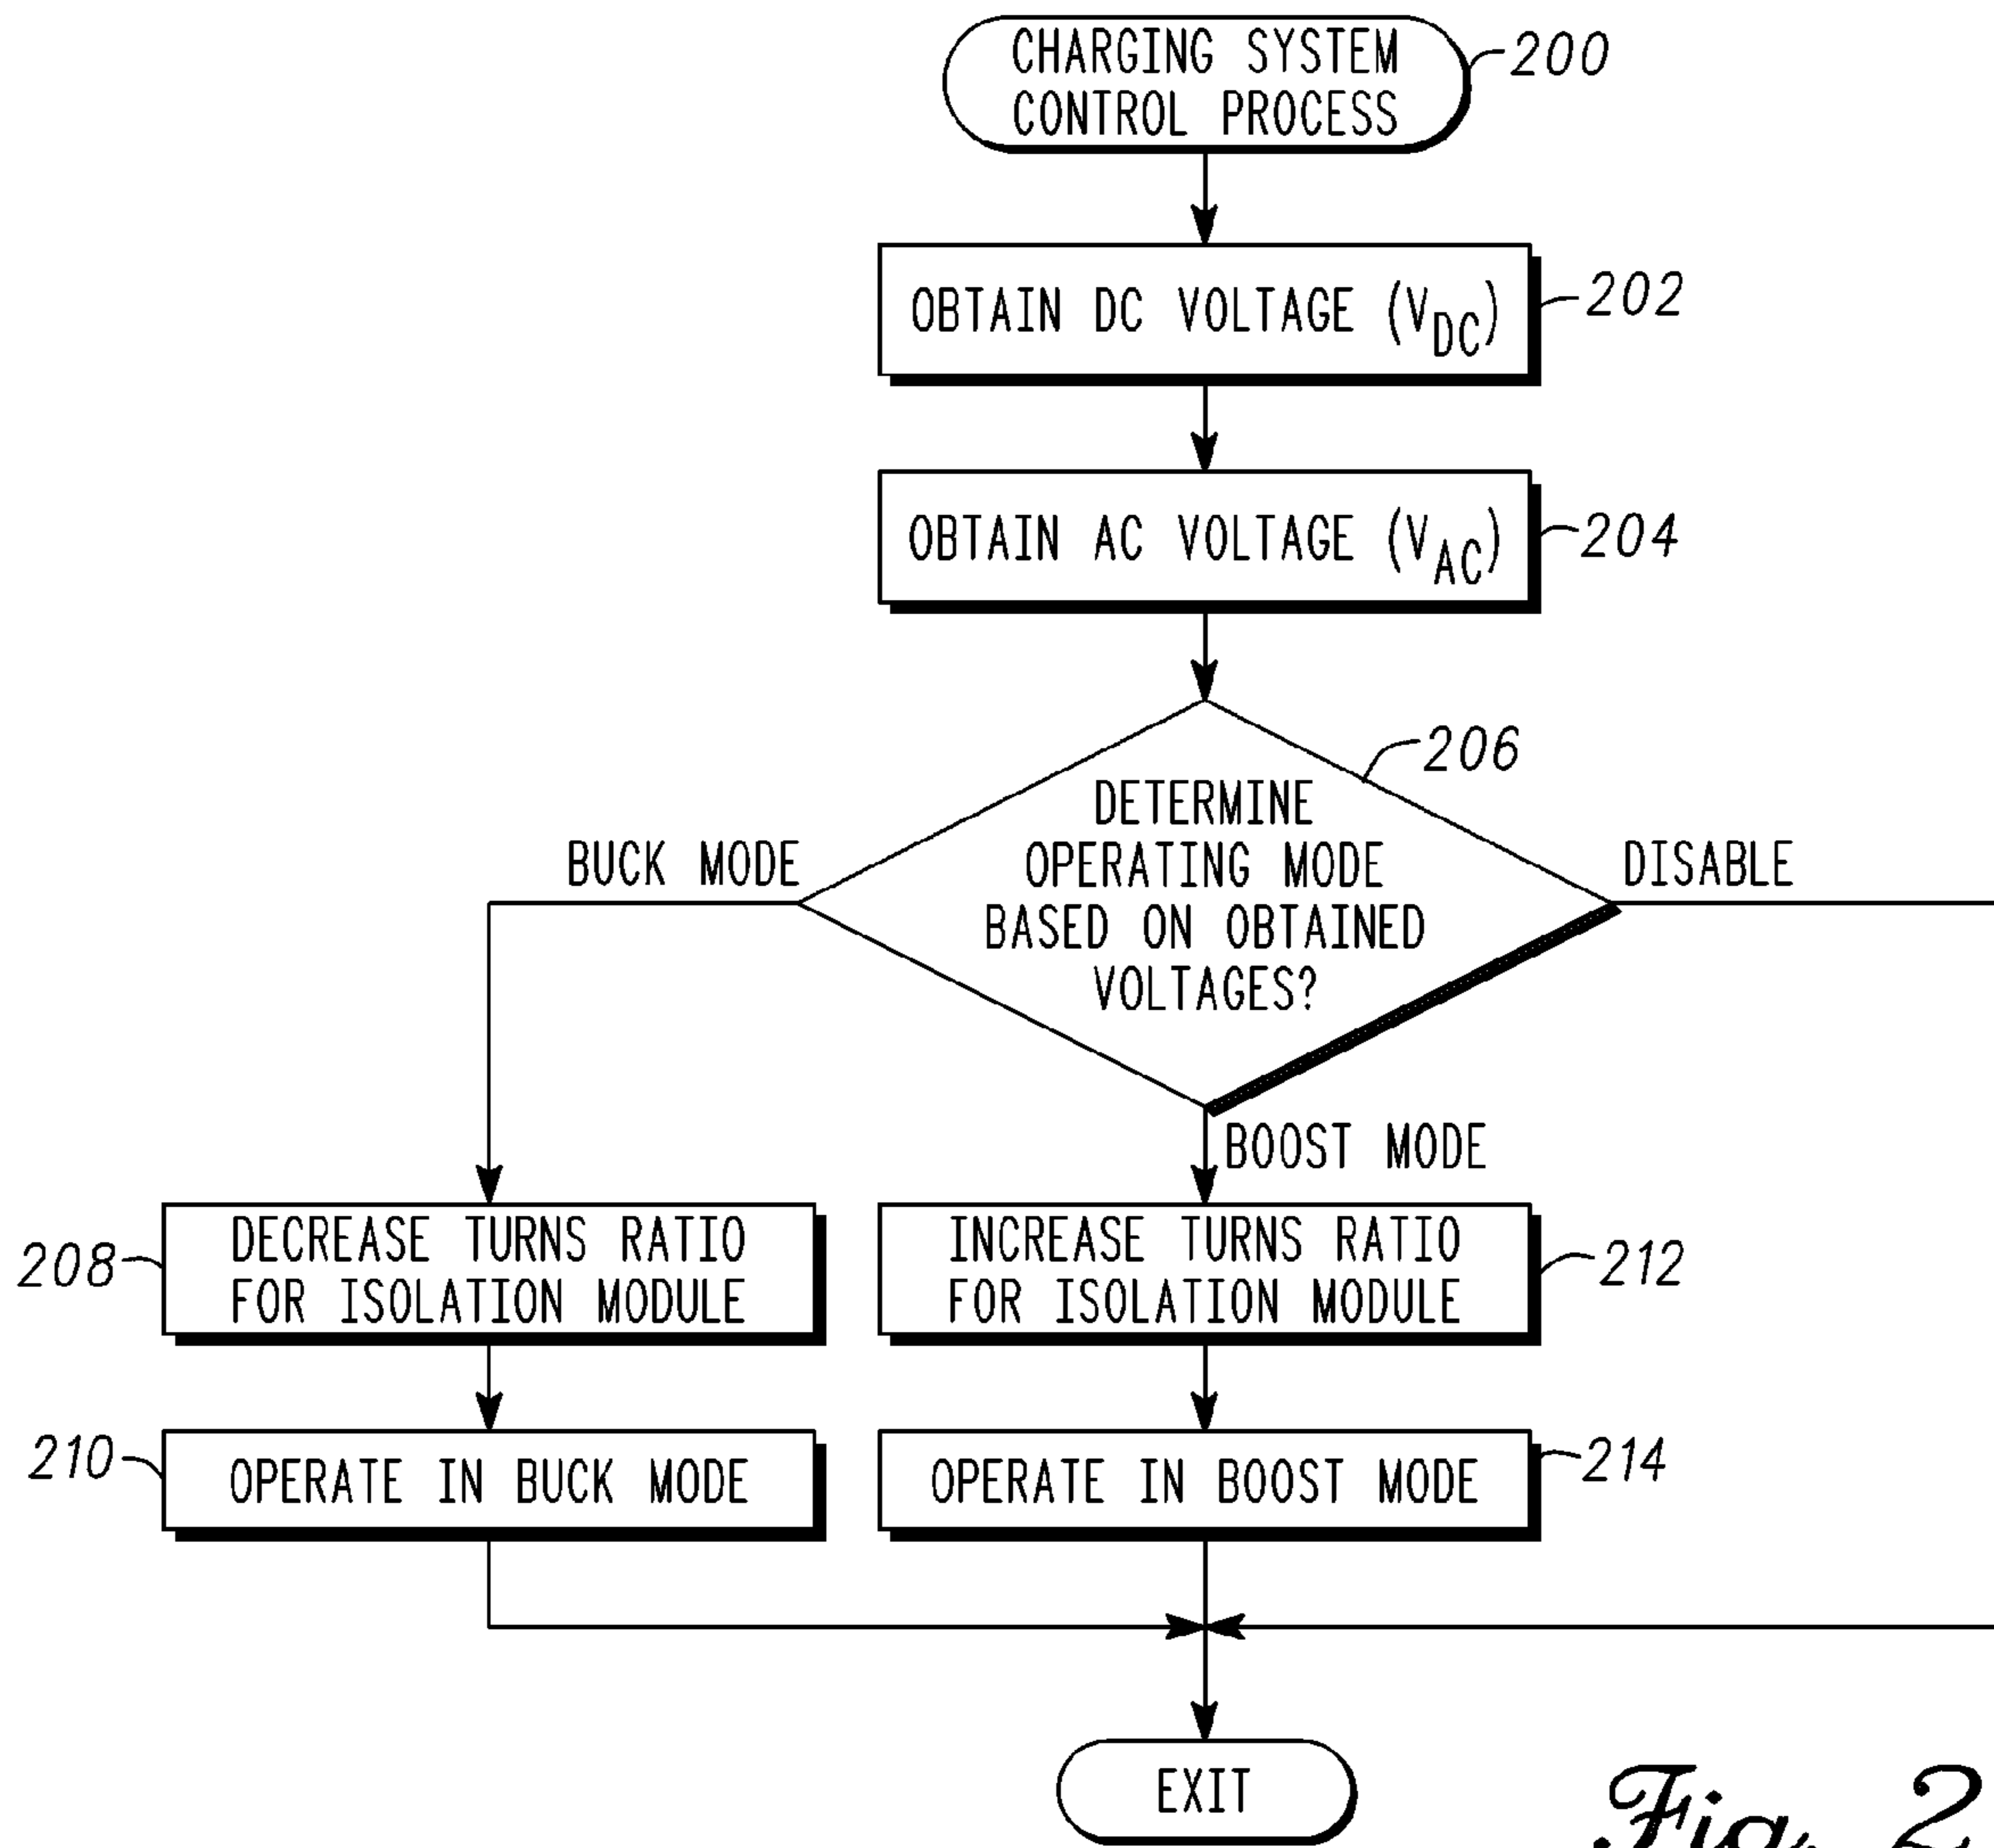 CHARGING SYSTEM
CONTROL PROCESS
200
OBTAIN DC VOLTAGE (VDC)
202
OBTAIN AC VOLTAGE (VAC)
204
206
DETERMINE
OPERATING MODE
BASED ON OBTAINED
VOLTAGES?
BUCK MODE
DISABLE
BOOST MODE
208
DECREASE TURNS RATIO
FOR ISOLATION MODULE
INCREASE TURNS RATIO
FOR ISOLATION MODULE
212
210
OPERATE IN BUCK MODE
OPERATE IN BOOST MODE
214
EXIT
Fig. 2